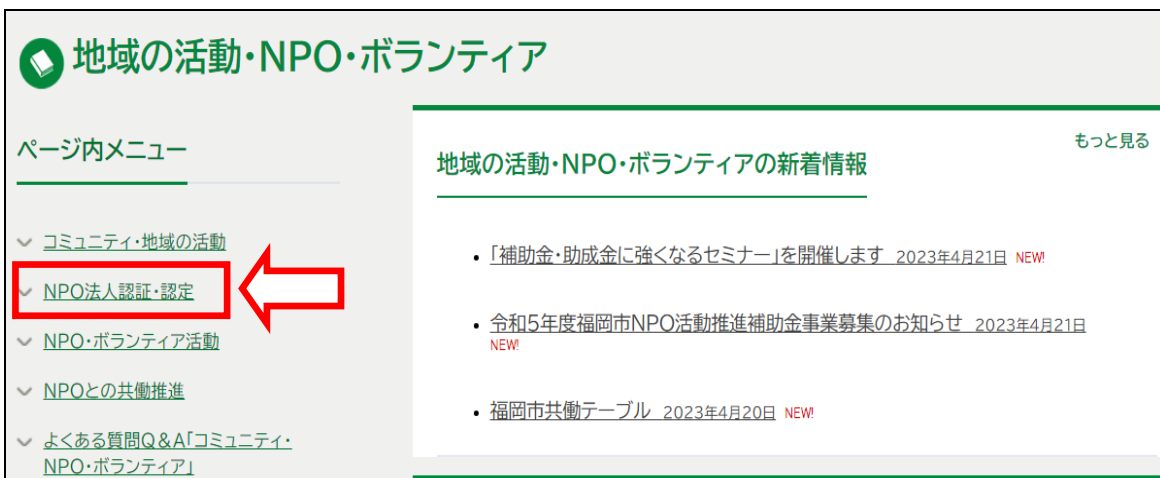 地域の活動・NPO・ボランティア
ページ内メニュー
コミュニティ・地域の活動
NPO法人認証・認定
NPO・ボランティア活動
NPOとの共働推進
よくある質問Q&A「コミュニティ・
NPO・ボランティア」
もっと見る
地域の活動・NPO・ボランティアの新着情報
「補助金・助成金に強くなるセミナー」を開催します 2023年4月21日 NEW!
令和5年度福岡市NPO活動推進補助金事業募集のお知らせ 2023年4月21日
NEW!
福岡市共働テーブル 2023年4月20日 NEW!